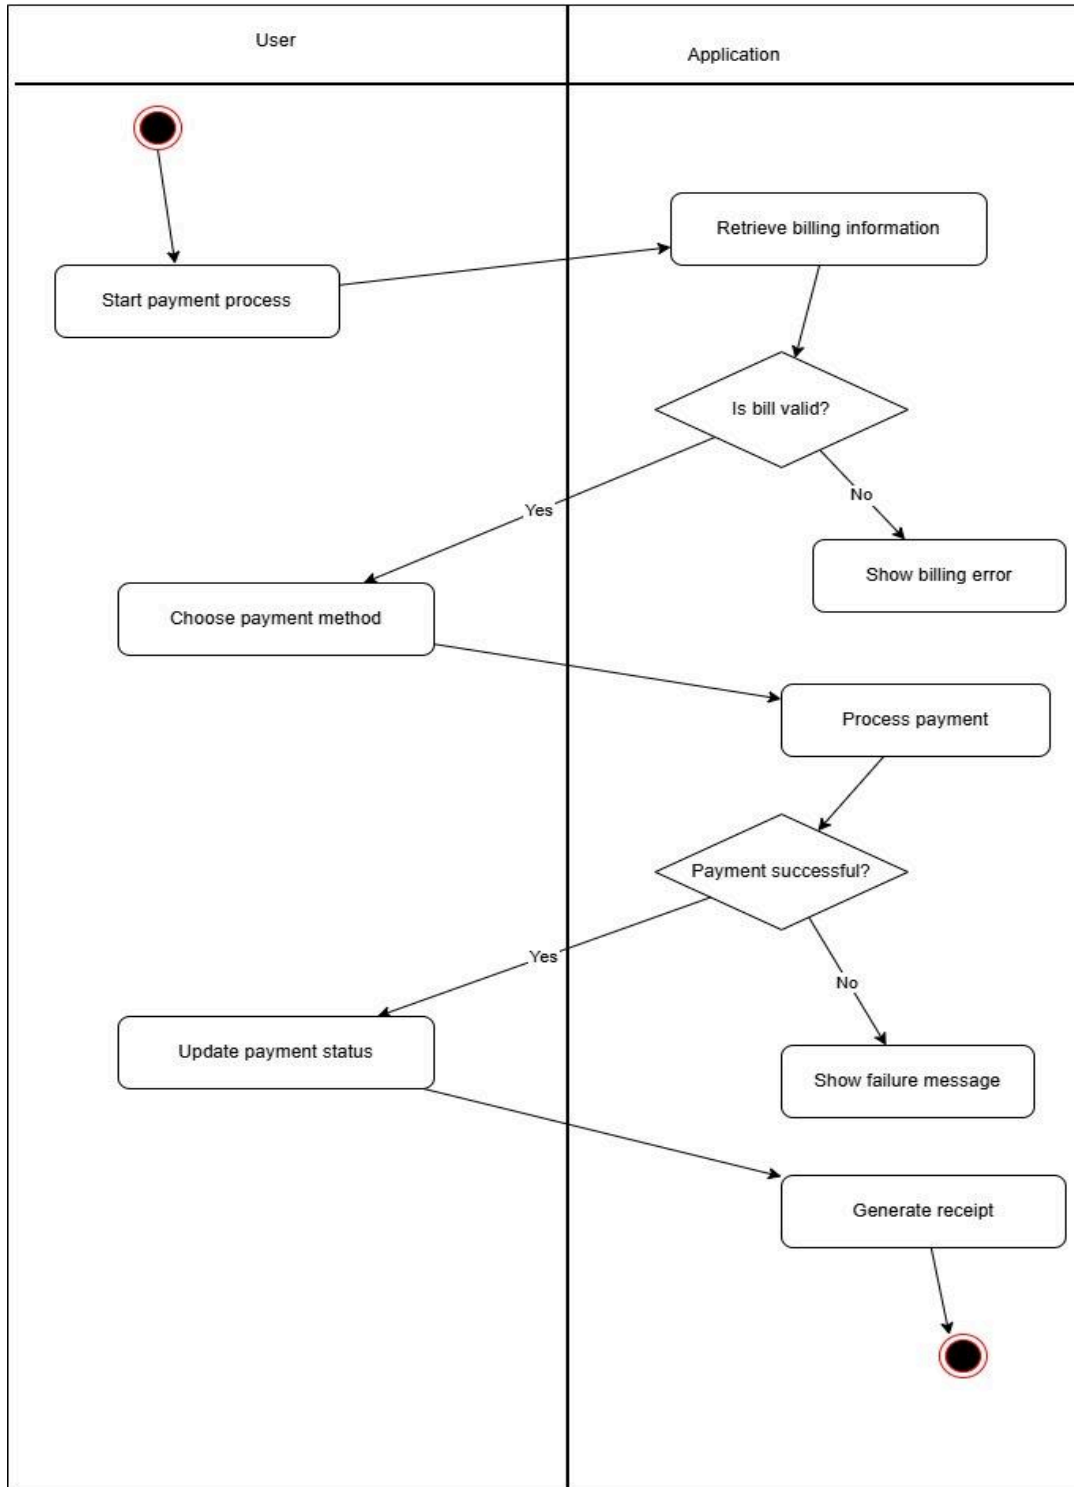 User
Application
Retrieve billing information
Start payment process
Is bill valid?
No
Yes
Show billing error
Choose payment method
Process payment
Payment successful?
Yes
No
Update payment status
Show failure message
Generate receipt